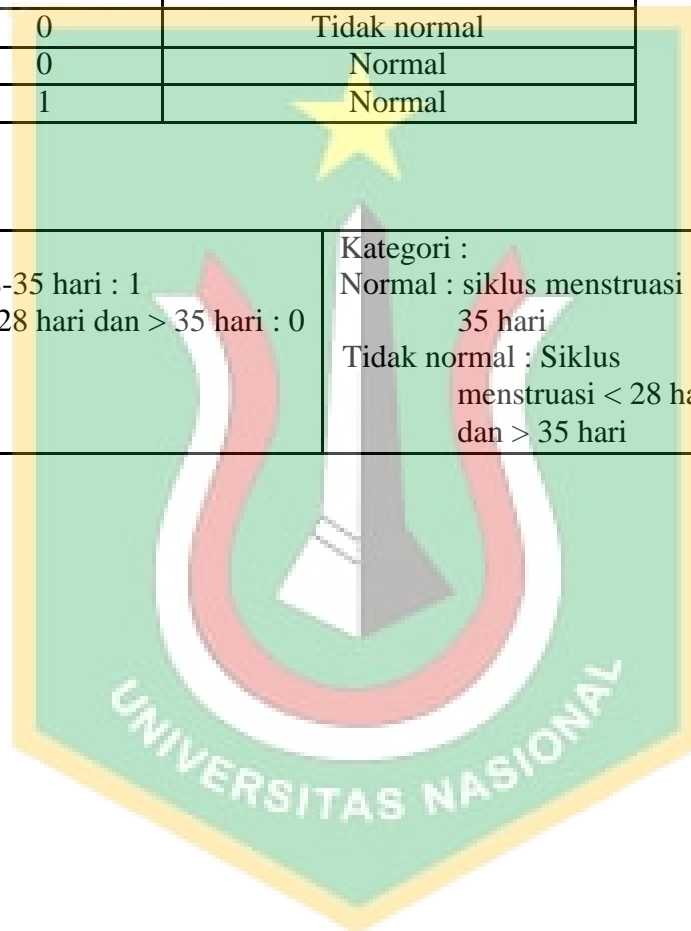 0 Tidak normal
0 Normal
1 Normal
-35 hari : 1
28 hari dan > 35 hari : 0
Kategori :
Normal : siklus menstruasi
35 hari
Tidak normal : Siklus
menstruasi < 28 ha
dan > 35 hari
UNIVERSITAS NASIONAL